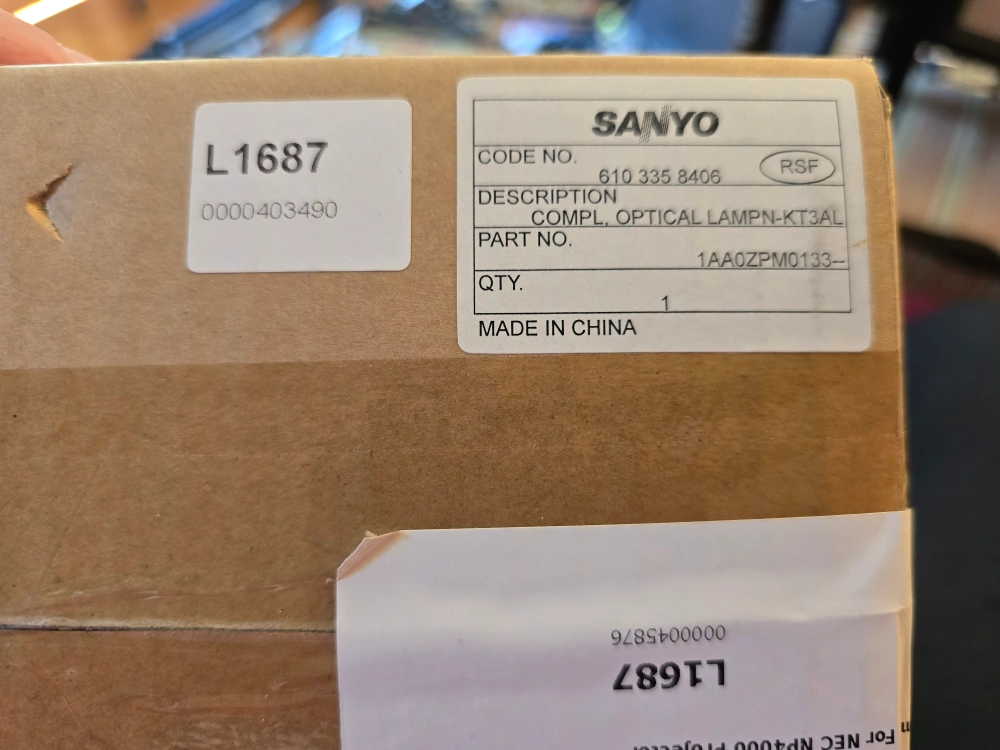 L1687
0000403490
SANYO
CODE NO.
610 335 8406
RSF
DESCRIPTION
COMPL, OPTICAL LAMPN-KT3AL
PART NO.
1AA0ZPM0133--
QTY.
1
MADE IN CHINA
For NEC NP4000 Projector
L1687
0000045876